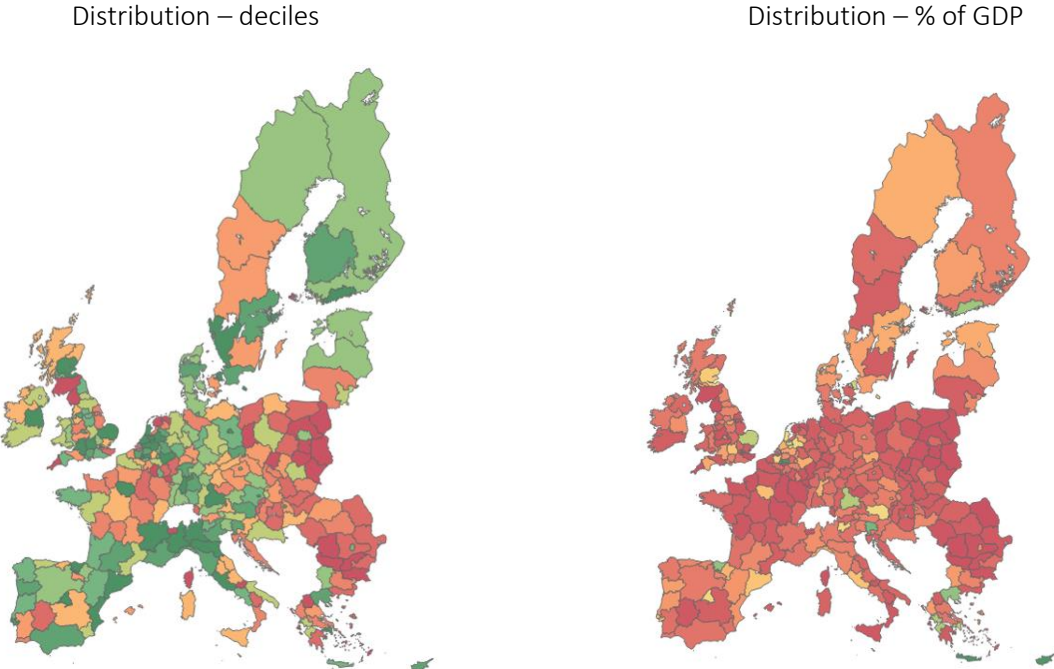 Distribution – deciles
Distribution – % of GDP